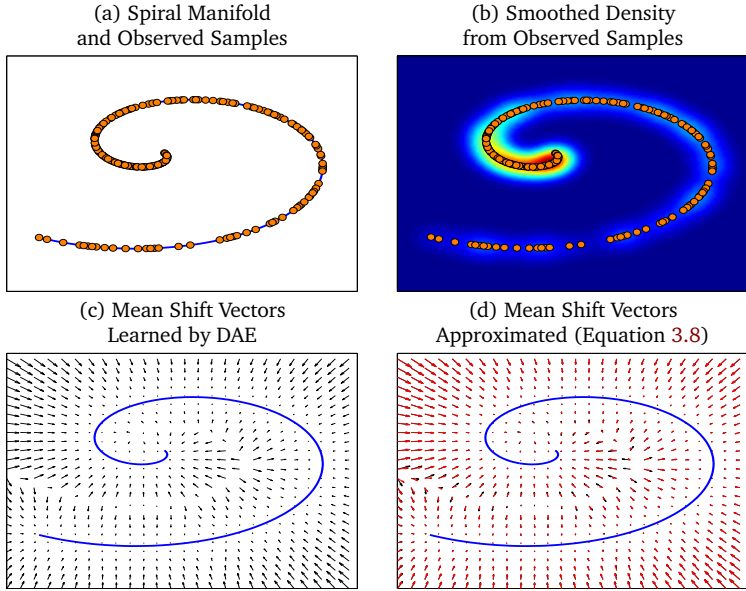 (a) Spiral Manifold
and Observed Samples
(b) Smoothed Density
from Observed Samples
(c) Mean Shift Vectors
Learned by DAE
(d) Mean Shift Vectors
Approximated (Equation 3.8)